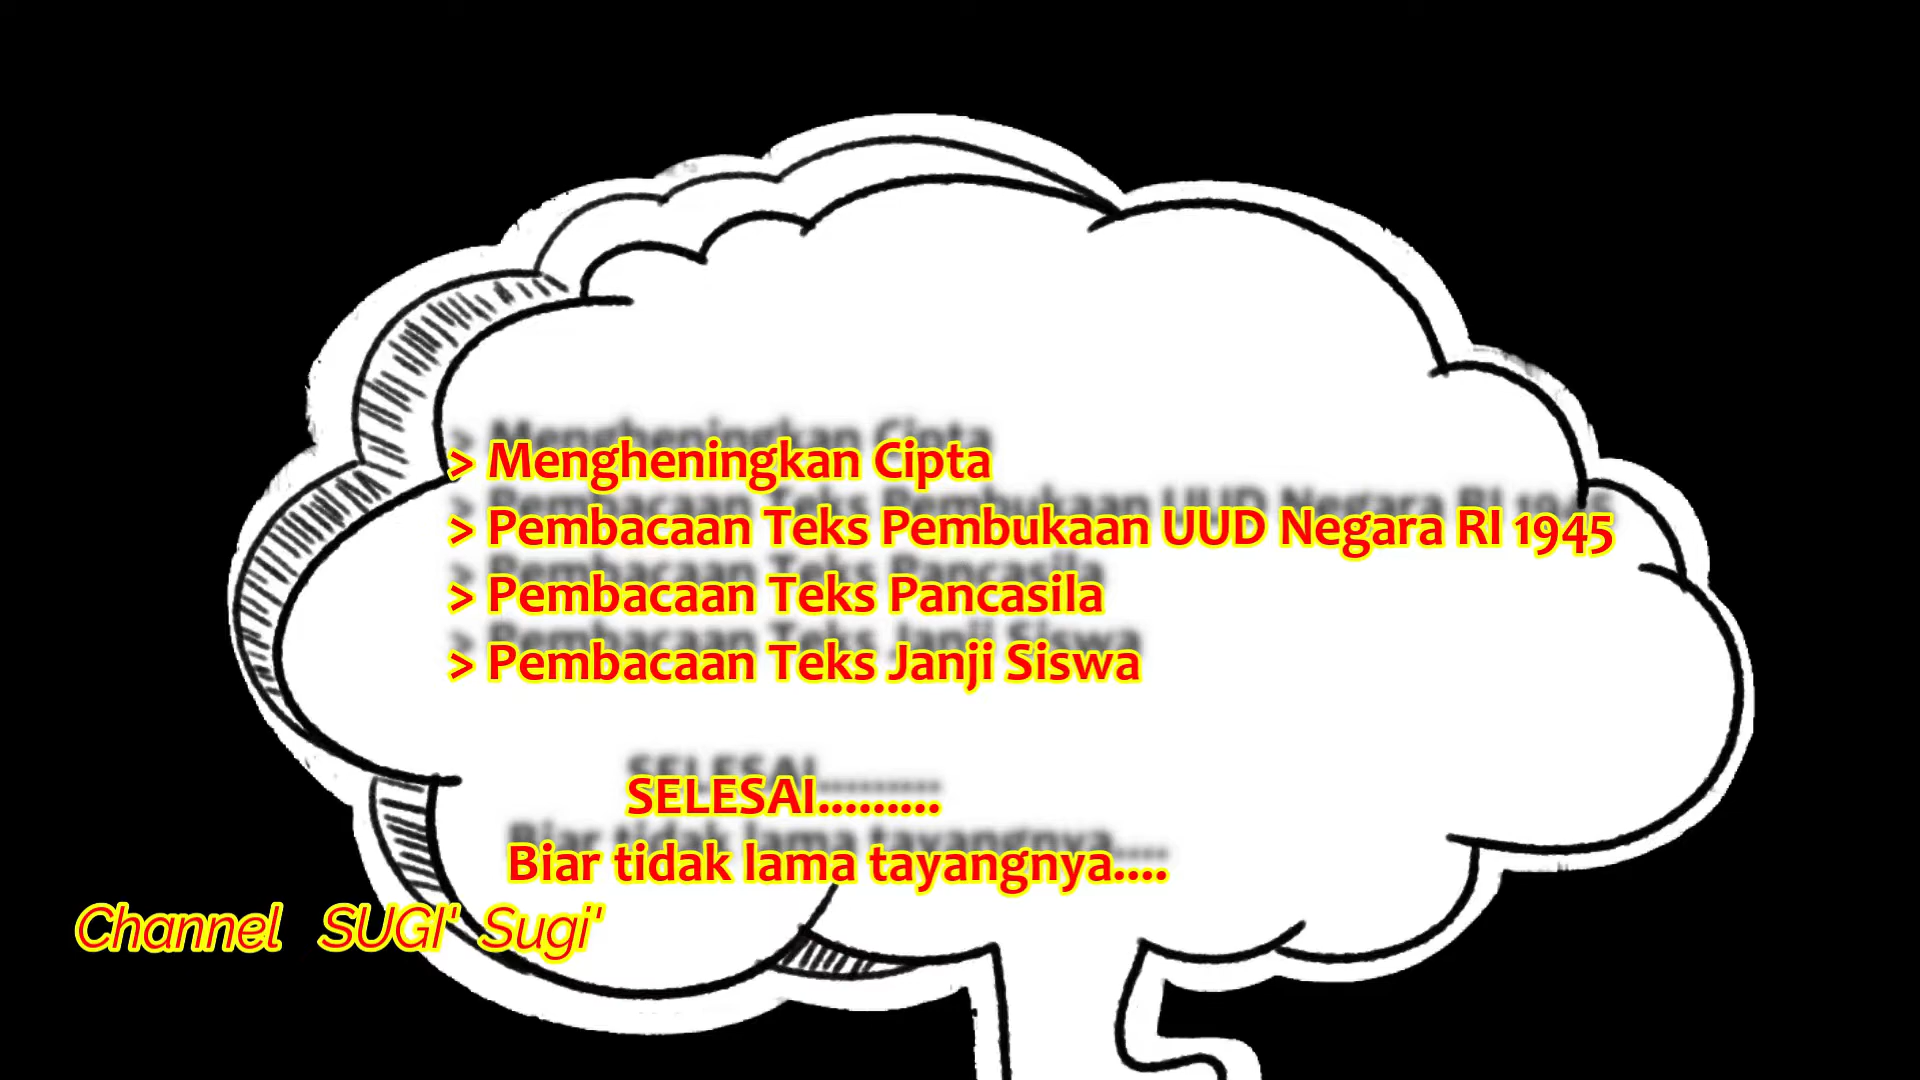 > Mengheningkan Cipta
> Pembacaan Teks Pembukaan UUD Negara RI 1945
> Pembacaan Teks Pancasila
> Pembacaan Teks Janji Siswa
SELESAI.........
Biar tidak lama tayangnya....
Channel SUGI' Sugi'